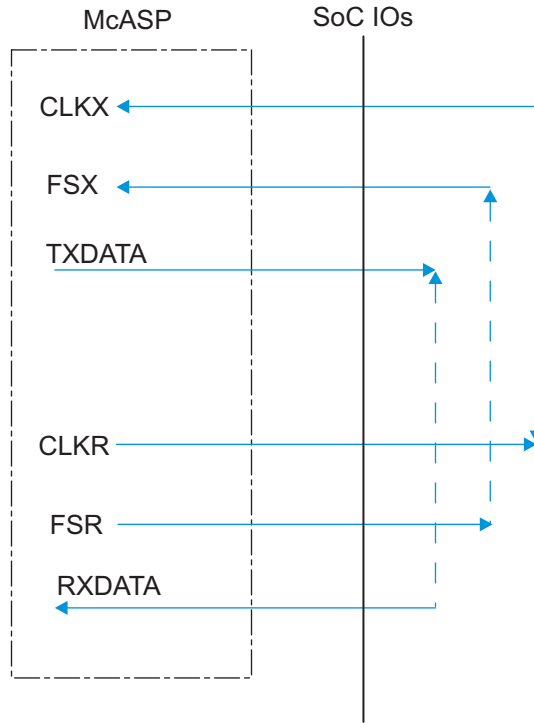 McASP
SoC IOs
CLKX
FSX
TXDATA
CLKR
FSR
RXDATA